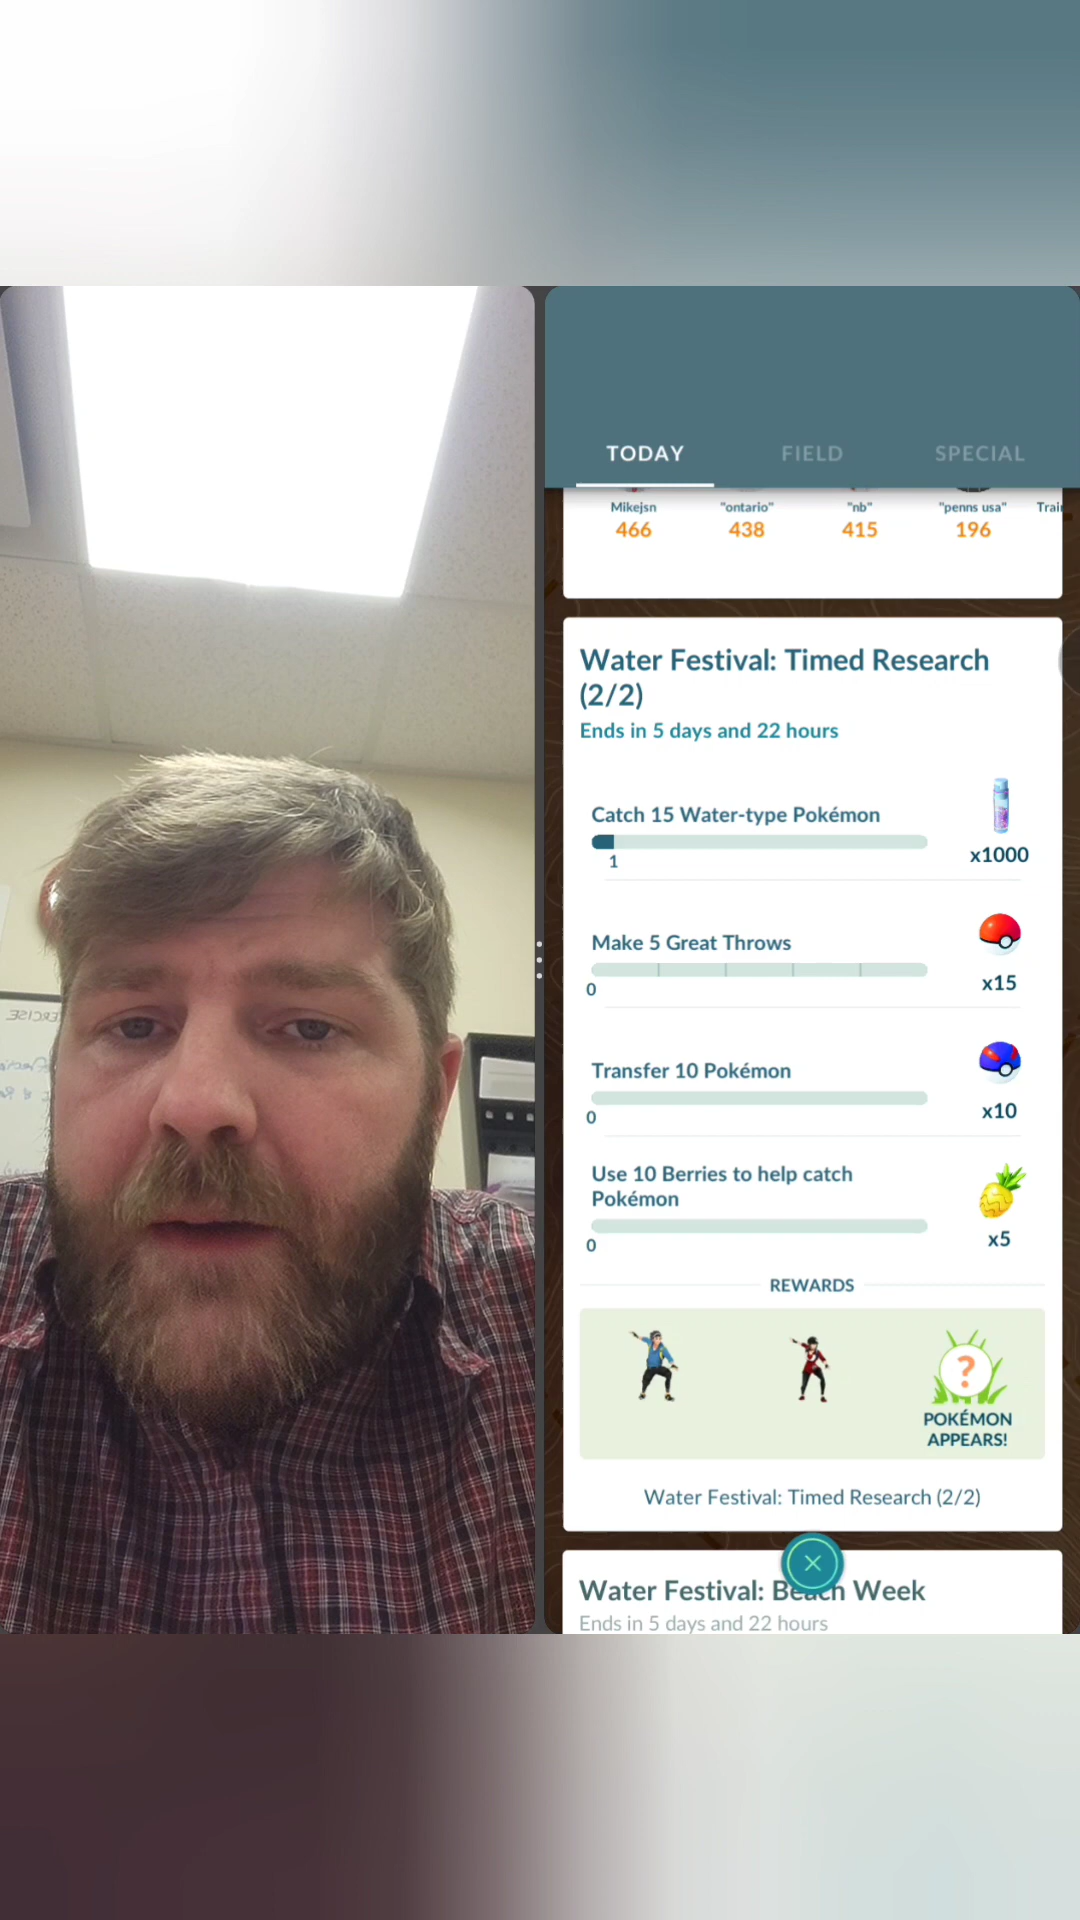 TODAY
FIELD
SPECIAL
Mikejsn
"ontario"
"nb"
"penns usa"
466
438
415
196
Water Festival: Timed Research
(2/2)
Ends in 5 days and 22 hours
Catch 15 Water-type Pokémon
1
x1000
Make 5 Great Throws
0
x15
Transfer 10 Pokémon
0
x10
Use 10 Berries to help catch
Pokémon
0
x5
REWARDS
?
POKÉMON
APPEARS!
Water Festival: Timed Research (2/2)
Water Festival: Beach Week
Ends in 5 days and 22 hours